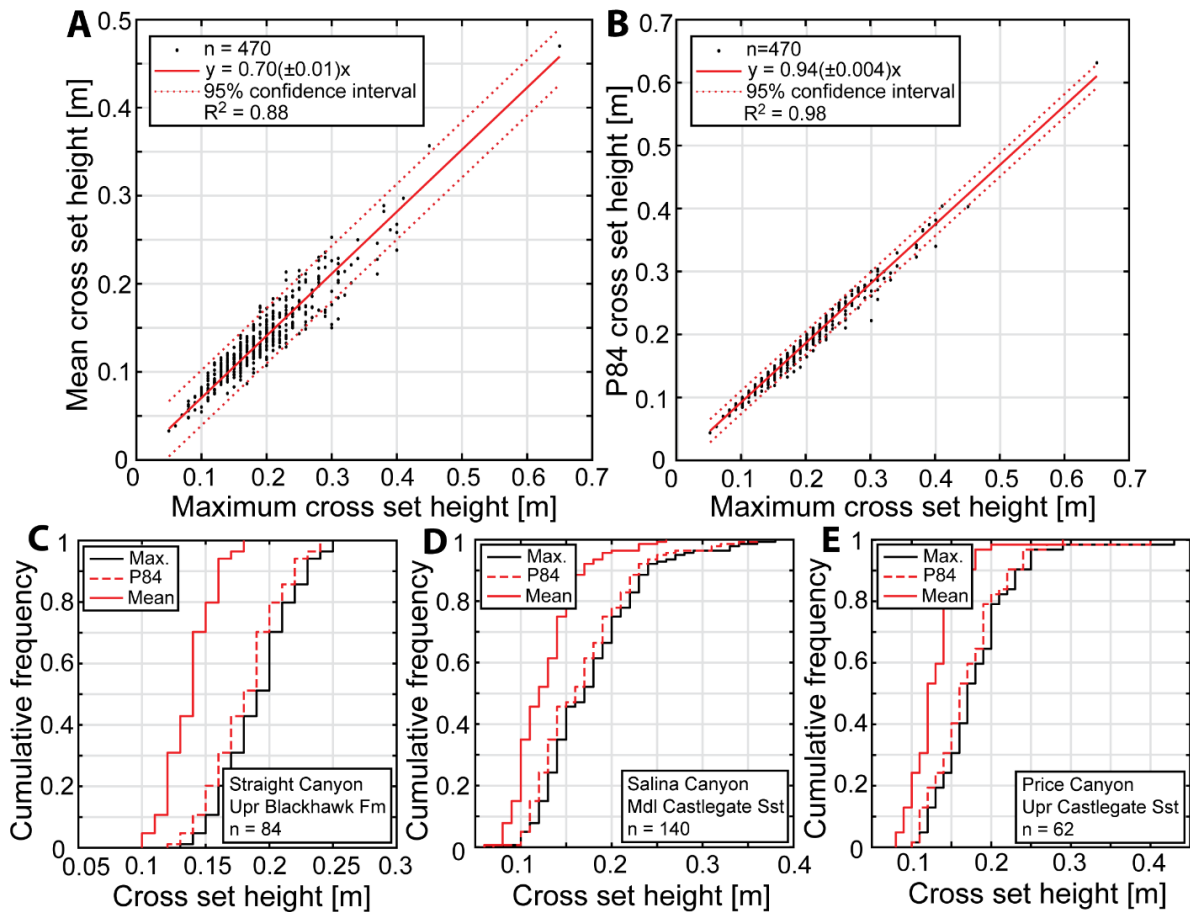 A
0.5
0.4
0.3
0.2
0.1
0
Mean cross set height [m]
n = 470
y = 0.70(±0.01)x
95% confidence interval
R² = 0.88
0.1 0.2 0.3 0.4 0.5 0.6 0.7
Maximum cross set height [m]
B
0.7
0.6
0.5
0.4
0.3
0.2
0.1
0
P84 cross set height [m]
n=470
y = 0.94(±0.004)x
95% confidence interval
R² = 0.98
0.1 0.2 0.3 0.4 0.5 0.6 0.7
Maximum cross set height [m]
C
1
0.8
0.6
0.4
0.2
0
Cumulative frequency
Max.
P84
Mean
Straight Canyon
Upr Blackhawk Fm
n = 84
0.05 0.1 0.15 0.2 0.25 0.3
Cross set height [m]
D
1
0.8
0.6
0.4
0.2
0
Cumulative frequency
Max.
P84
Mean
Salina Canyon
Mdl Castlegate Sst
n = 140
0.1 0.2 0.3 0.4
Cross set height [m]
E
1
0.8
0.6
0.4
0.2
0
Cumulative frequency
Max.
P84
Mean
Price Canyon
Upr Castlegate Sst
n = 62
0.1 0.2 0.3 0.4
Cross set height [m]